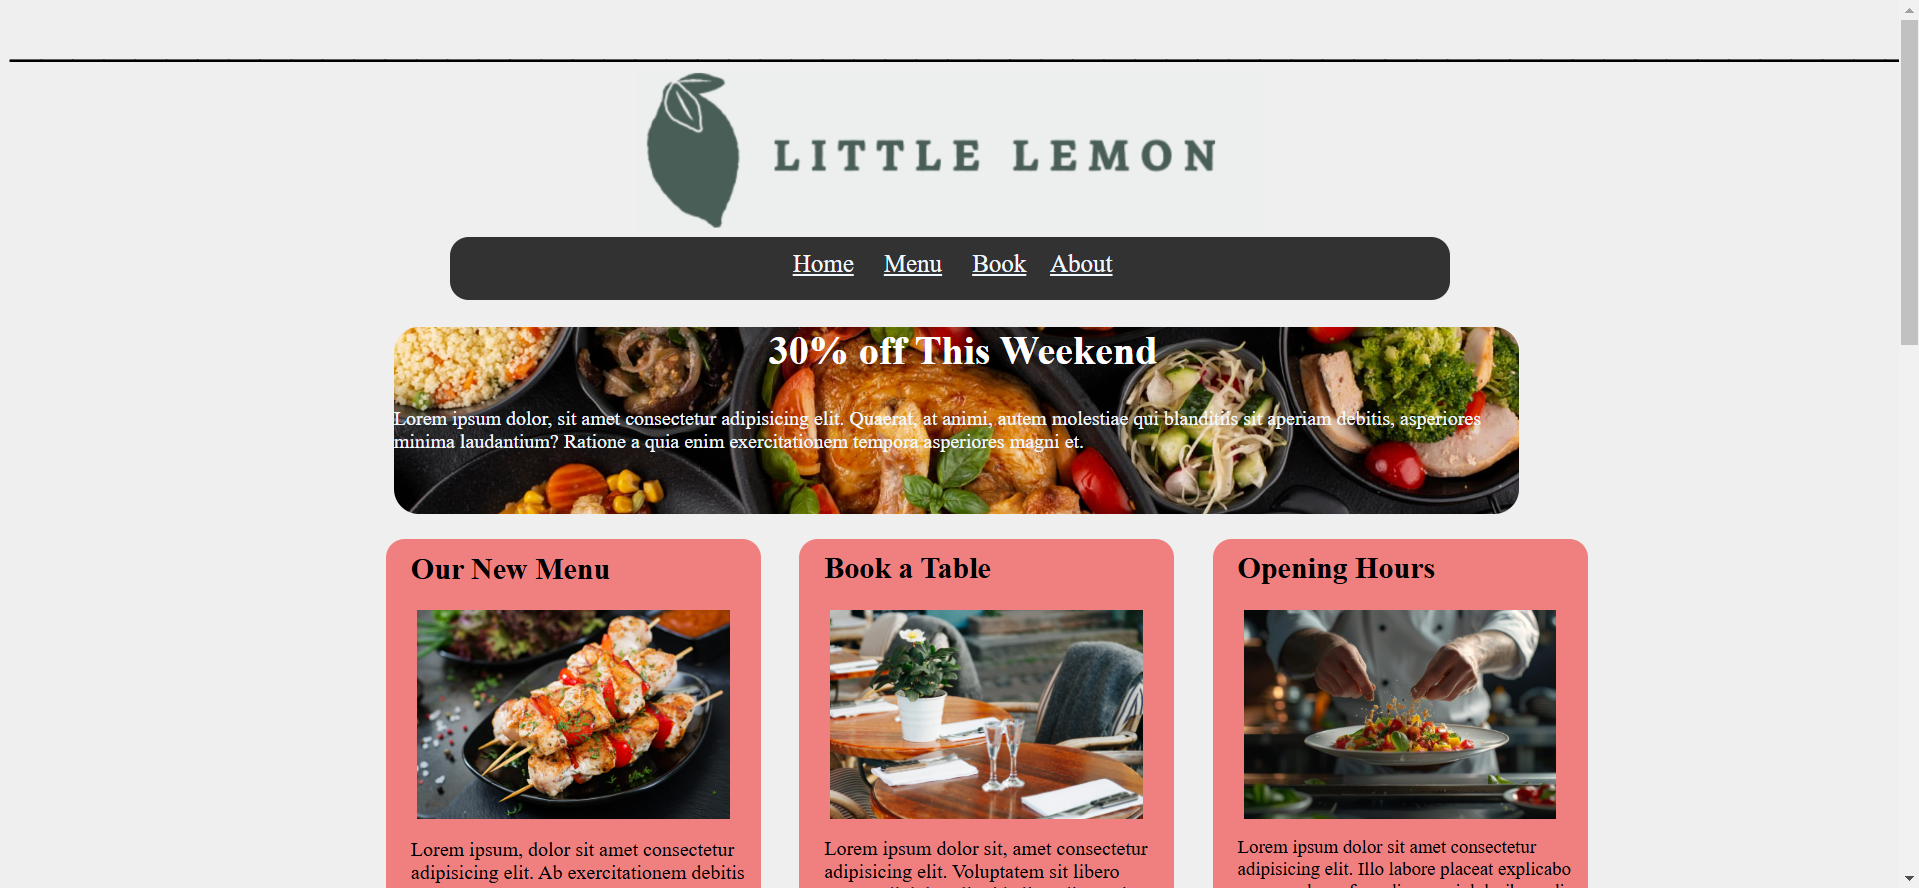 LITTLE LEMON
Home Menu Book About
30% off This Weekend
Lorem ipsum dolor, sit amet consectetur adipisicing elit. Quaerat, at animi, autem molestiae qui blanditiis sit aperiam debitis, asperiores
minima laudantium? Ratione a quia enim exercitationem tempora asperiores magni et.
Our New Menu
Lorem ipsum, dolor sit amet consectetur
adipisicing elit. Ab exercitationem debitis
Book a Table
Lorem ipsum dolor sit, amet consectetur
adipisicing elit. Voluptatem sit libero
Opening Hours
Lorem ipsum dolor sit amet consectetur
adipisicing elit. Illo labore placeat explicabo